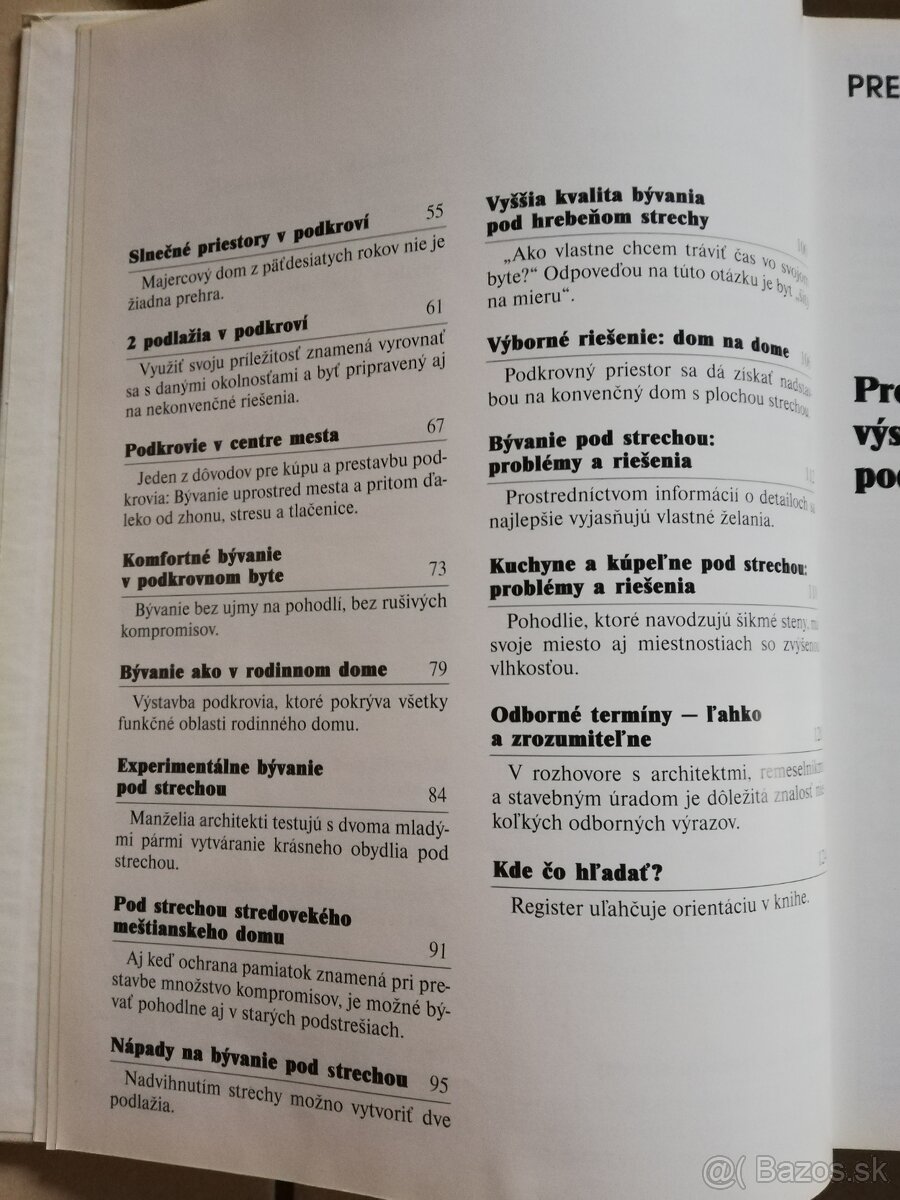 Slnečné priestory v podkroví 55
Majercový dom z päťdesiatych rokov nie je
žiadna prehra.
2 podlažia v podkroví 61
Využiť svoju príležitosť znamená vyrovnať
sa s danými okolnosťami a byť pripravený aj
na nekonvenčné riešenia.
Podkrovie v centre mesta 67
Jeden z dôvodov pre kúpu a prestavbu pod-
krovia: Bývanie uprostred mesta a pritom ďa-
leko od zhonu, stresu a tlačenice.
Komfortné bývanie
v podkrovnom byte 73
Bývanie bez ujmy na pohodlí, bez rušivých
kompromisov.
Bývanie ako v rodinnom dome 79
Výstavba podkrovia, ktoré pokrýva všetky
funkčné oblasti rodinného domu.
Experimentálne bývanie
pod strechou 84
Manželia architekti testujú s dvoma mladý-
mi pármi vytváranie krásneho obydlia pod
strechou.
Pod strechou stredovekého
meštianskeho domu 91
Aj keď ochrana pamiatok znamená pri pre-
stavbe množstvo kompromisov, je možné bý-
vať pohodlne aj v starých podstrešiach.
Nápady na bývanie pod strechou 95
Nadvihnutím strechy možno vytvoriť dve
podlažia.
Vyššia kvalita bývania
pod hrebeňom strechy
„Ako vlastne chcem tráviť čas vo svojom
byte?“ Odpoveďou na túto otázku je byt
na mieru“.
Výborné riešenie: dom na dome
Podkrovný priestor sa dá získať nadstav-
bou na konvenčný dom s plochou strechou
Bývanie pod strechou:
problémy a riešenia
Prostredníctvom informácií o detailoch
najlepšie vyjasňujú vlastné želania.
Kuchyne a kúpeľne pod strechou:
problémy a riešenia
Pohodlie, ktoré navodzujú šikmé steny,
svoje miesto aj miestnostiach so zvýšenou
vlhkosťou.
Odborné termíny — ľahko
a zrozumiteľne
V rozhovore s architektmi, remeselníkmi
a stavebným úradom je dôležitá znalosť
koľkých odborných výrazov.
Kde čo hľadať?
Register uľahčuje orientáciu v knihe.
PRE
Pre
výs
pod
@( Bazos.sk